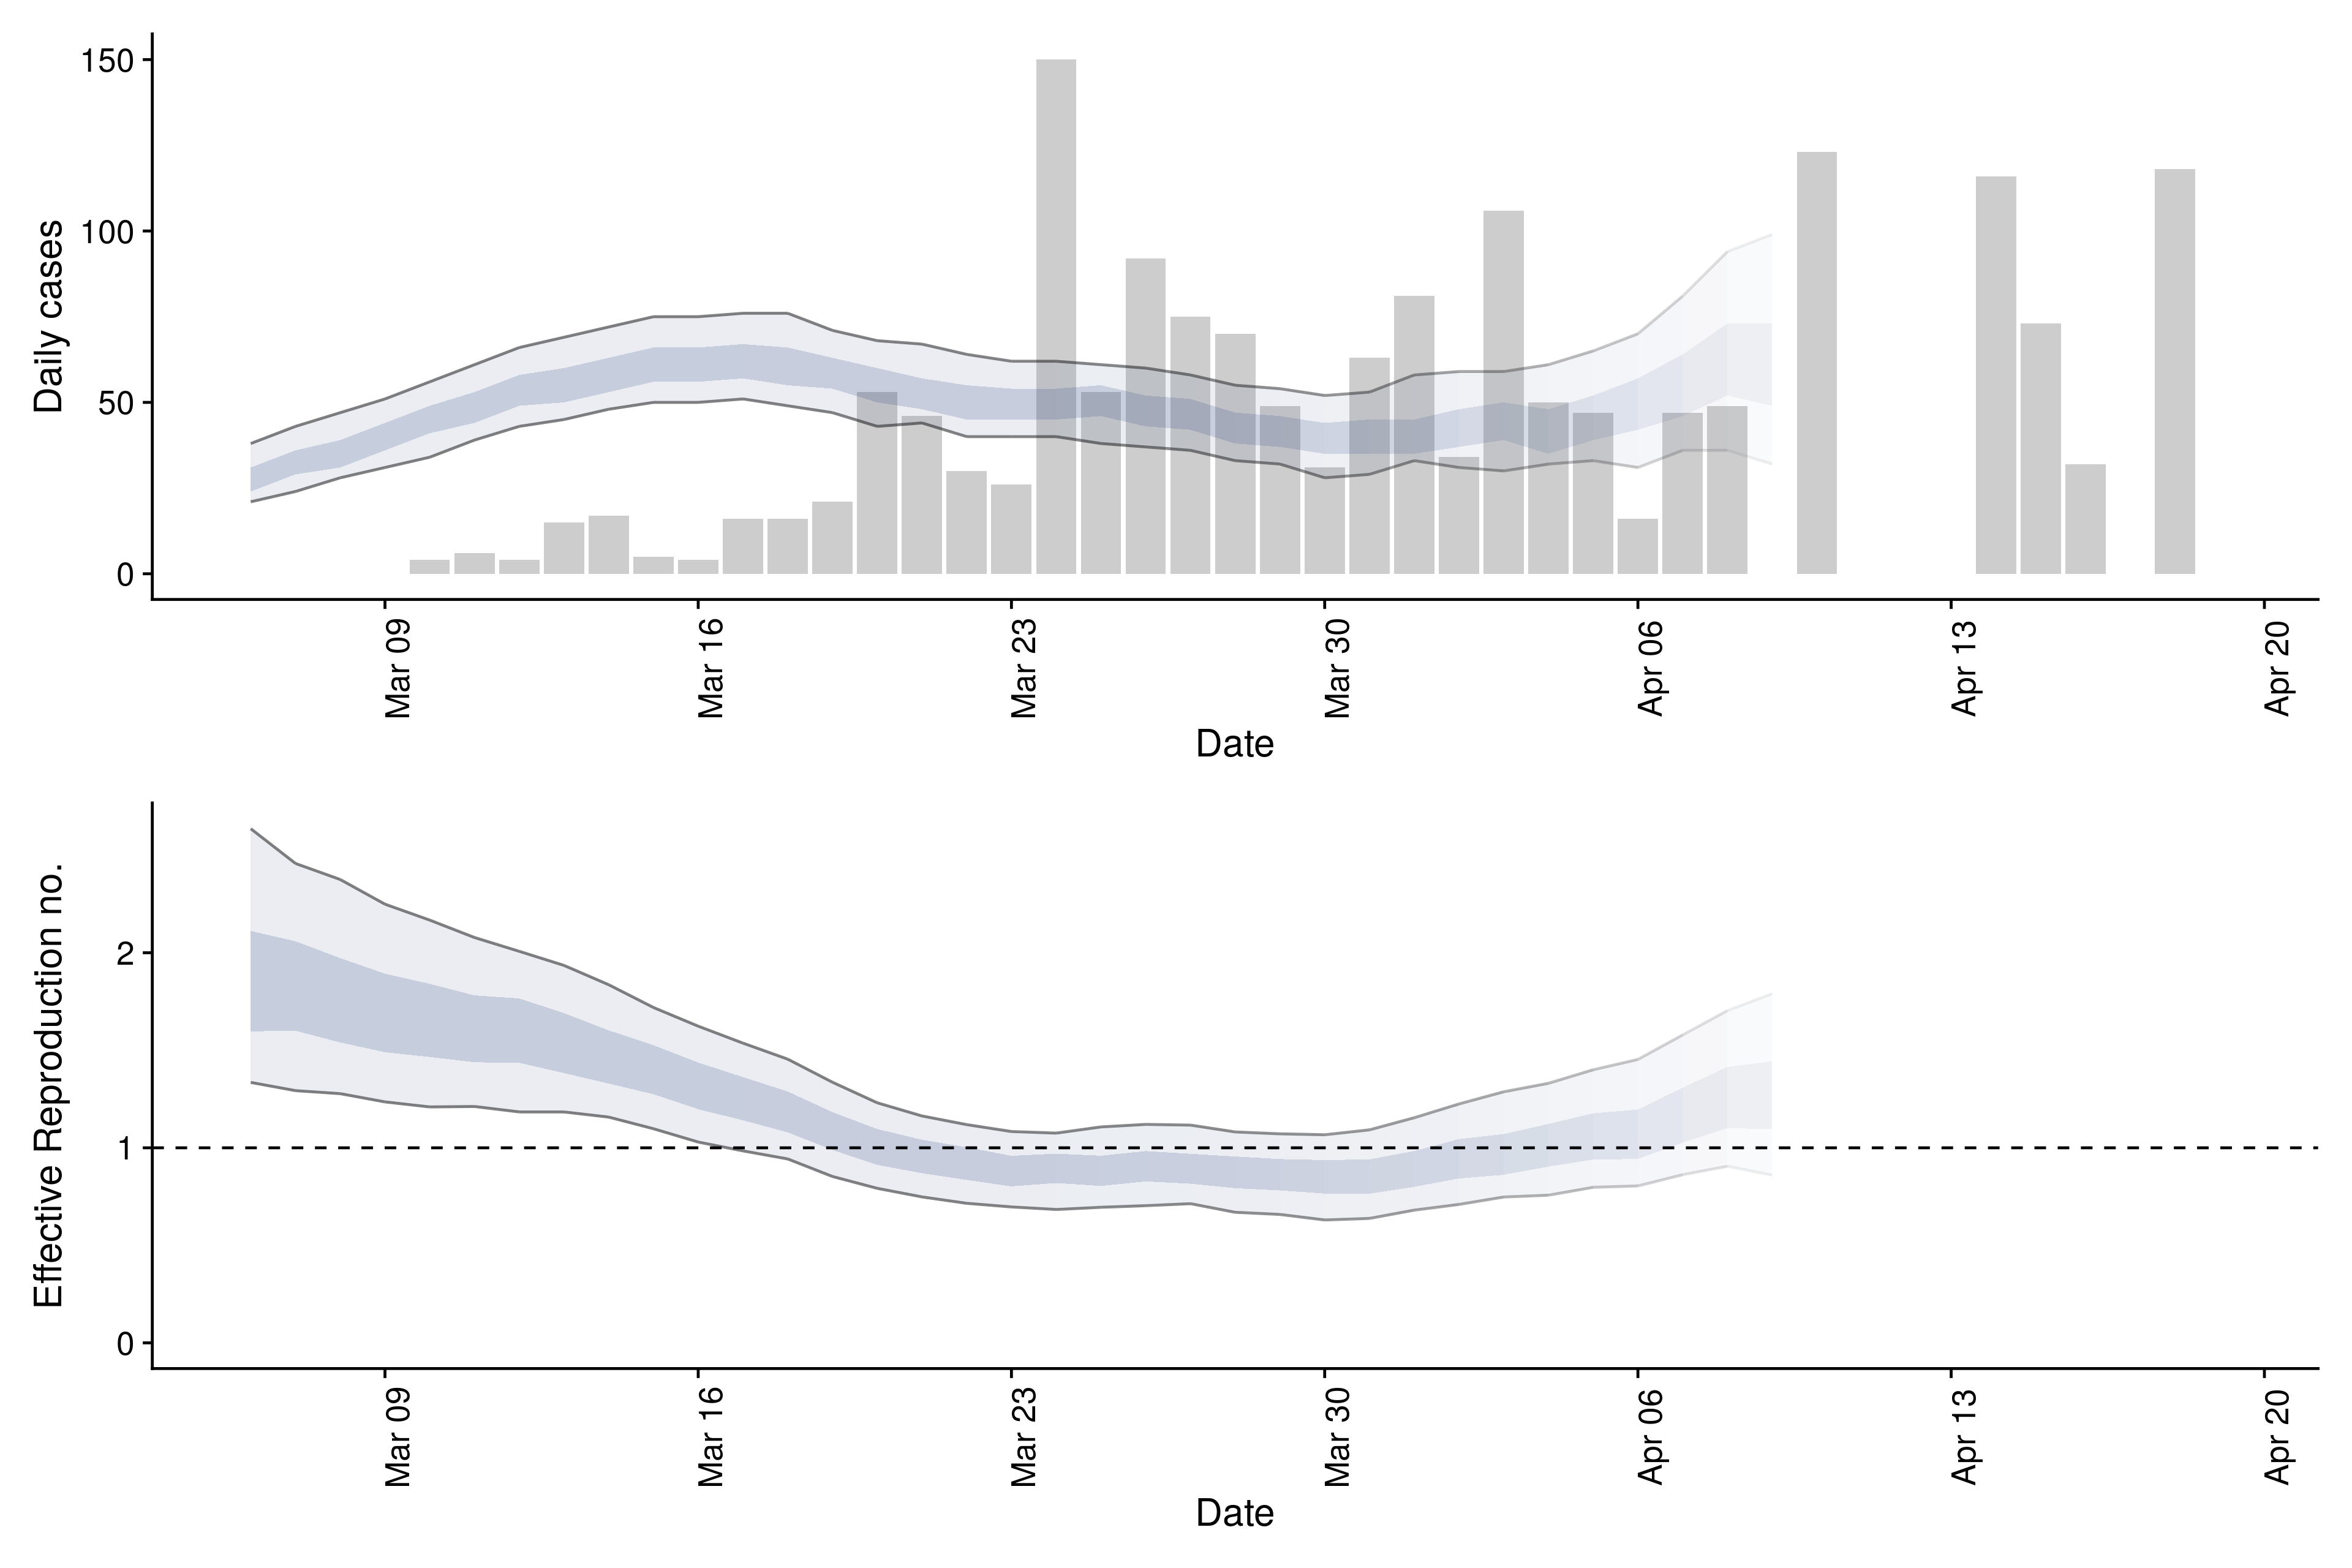 Daily cases
150
100
50
0
Mar 09
Mar 16
Mar 23
Mar 30
Apr 06
Apr 13
Apr 20
Date
Effective Reproduction no.
2
1
0
Mar 09
Mar 16
Mar 23
Mar 30
Apr 06
Apr 13
Apr 20
Date